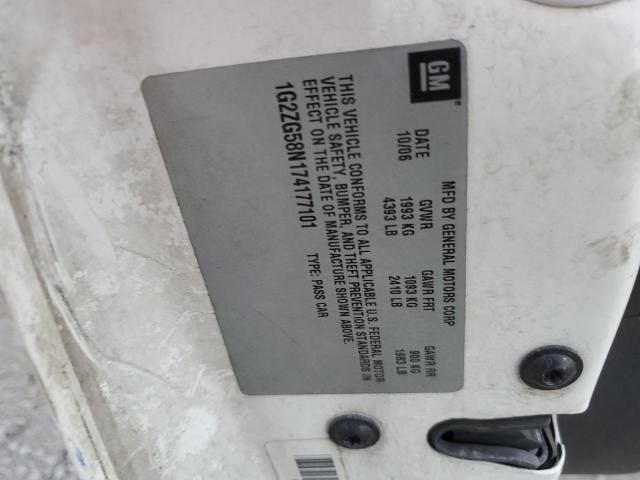 GM
MFD BY GENERAL MOTORS CORP
DATE GVWR GAWR FRT GAWR RR
10/06 1993 KG 1093 KG 900 KG
4393 LB 2410 LB 1983 LB
THIS VEHICLE CONFORMS TO ALL APPLICABLE U.S. FEDERAL MOTOR
VEHICLE SAFETY, BUMPER, AND THEFT PREVENTION STANDARDS IN
EFFECT ON THE DATE OF MANUFACTURE SHOWN ABOVE.
1G2ZG58N174177101 TYPE: PASS CAR